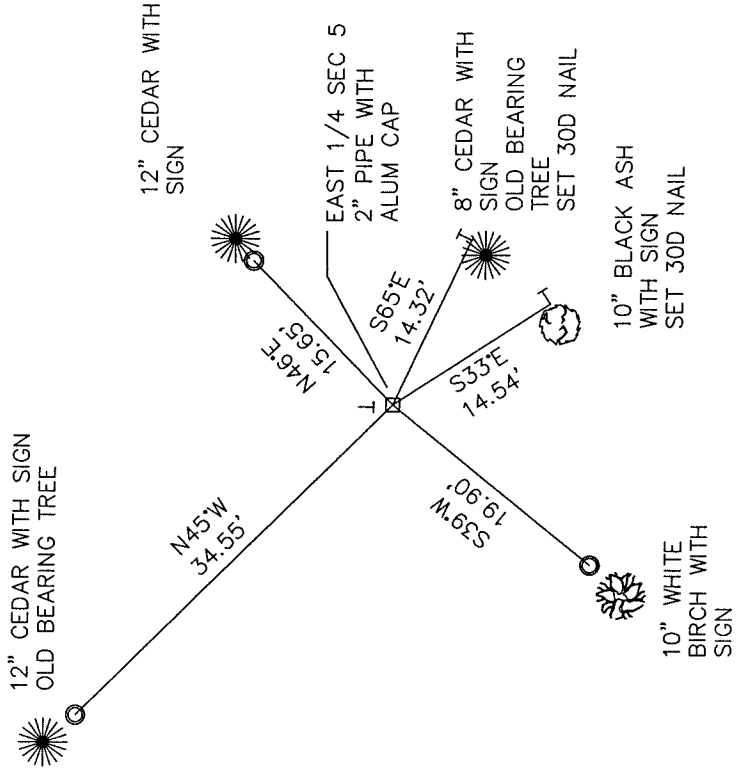 12" CEDAR WITH SIGN
OLD BEARING TREE
N45°W
34.55'
12" CEDAR WITH
SIGN
N46°E
15.65'
EAST 1/4 SEC 5
2" PIPE WITH
ALUM CAP
S65°E
14.32'
8" CEDAR WITH
SIGN
OLD BEARING
TREE
SET 30D NAIL
S33°E
14.54'
10" BLACK ASH
WITH SIGN
SET 30D NAIL
S39°W
19.90'
10" WHITE
BIRCH WITH
SIGN